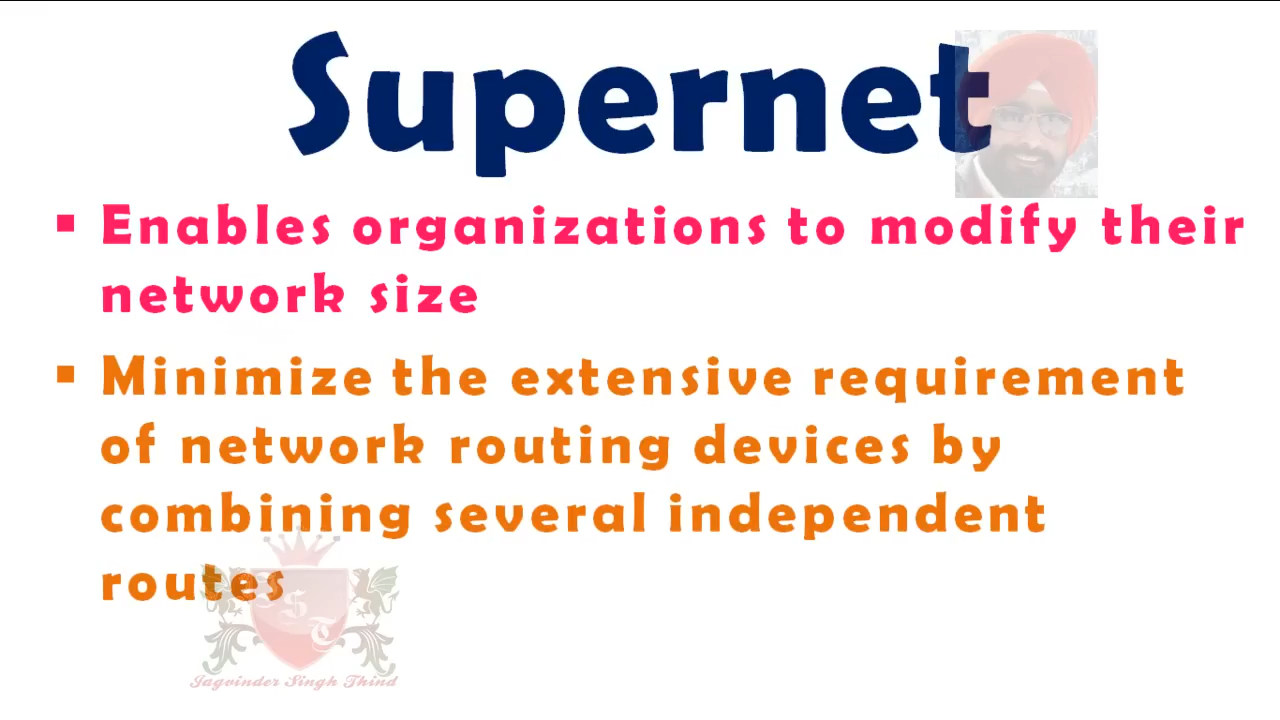 Supernet
▪ Enables organizations to modify their
network size
▪ Minimize the extensive requirement
of network routing devices by
combining several independent
routes
JST
Jagvinder Singh Thind